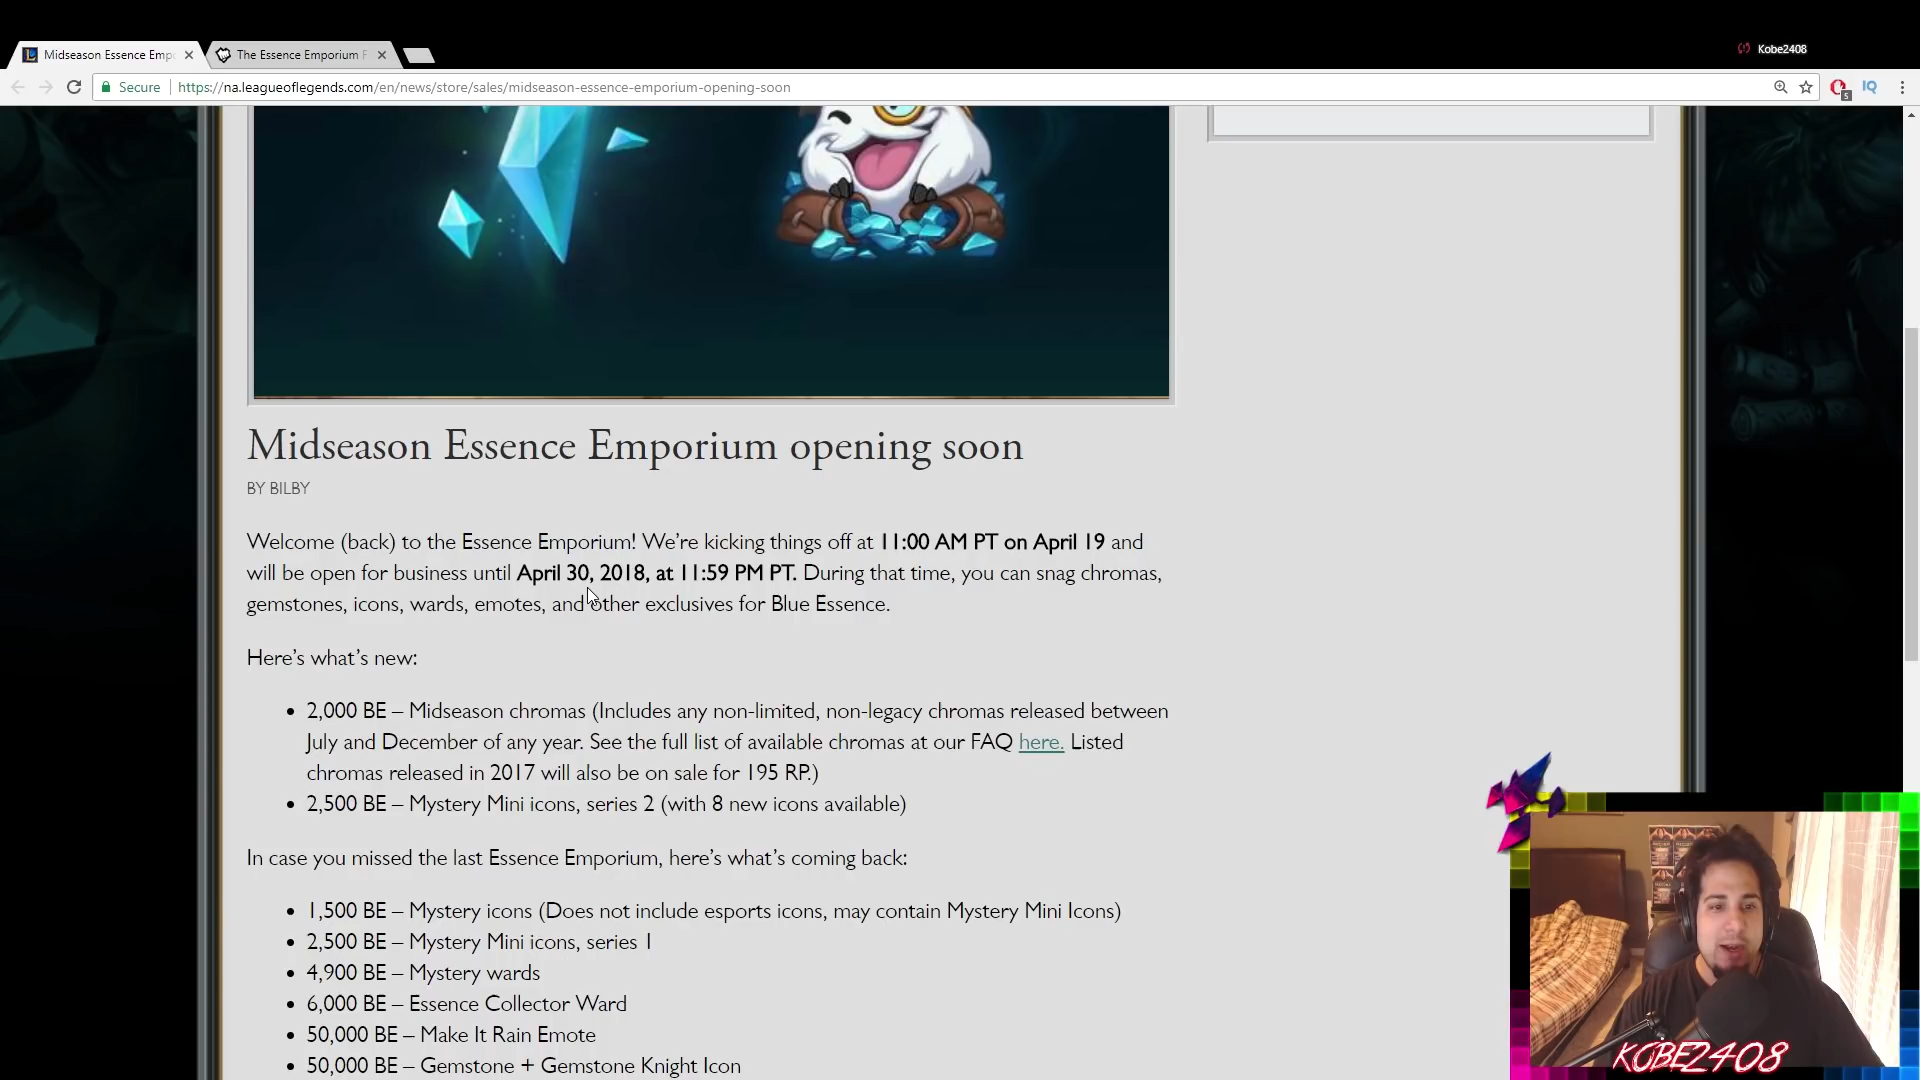 Kobe2408
Midseason Essence Emp
The Essence Emporium F
Secure
https://na.leagueoflegends.com/en/news/store/sales/midseason-essence-emporium-opening-soon
5
IQ
Midseason Essence Emporium opening soon
BY BILBY
Welcome (back) to the Essence Emporium! We’re kicking things off at 11:00 AM PT on April 19 and
will be open for business until April 30, 2018, at 11:59 PM PT. During that time, you can snag chromas,
gemstones, icons, wards, emotes, and other exclusives for Blue Essence.
Here’s what’s new:
• 2,000 BE – Midseason chromas (Includes any non-limited, non-legacy chromas released between
July and December of any year. See the full list of available chromas at our FAQ here. Listed
chromas released in 2017 will also be on sale for 195 RP.)
• 2,500 BE – Mystery Mini icons, series 2 (with 8 new icons available)
In case you missed the last Essence Emporium, here’s what’s coming back:
• 1,500 BE – Mystery icons (Does not include esports icons, may contain Mystery Mini Icons)
• 2,500 BE – Mystery Mini icons, series 1
• 4,900 BE – Mystery wards
• 6,000 BE – Essence Collector Ward
• 50,000 BE – Make It Rain Emote
• 50,000 BE – Gemstone + Gemstone Knight Icon
KOBE2408